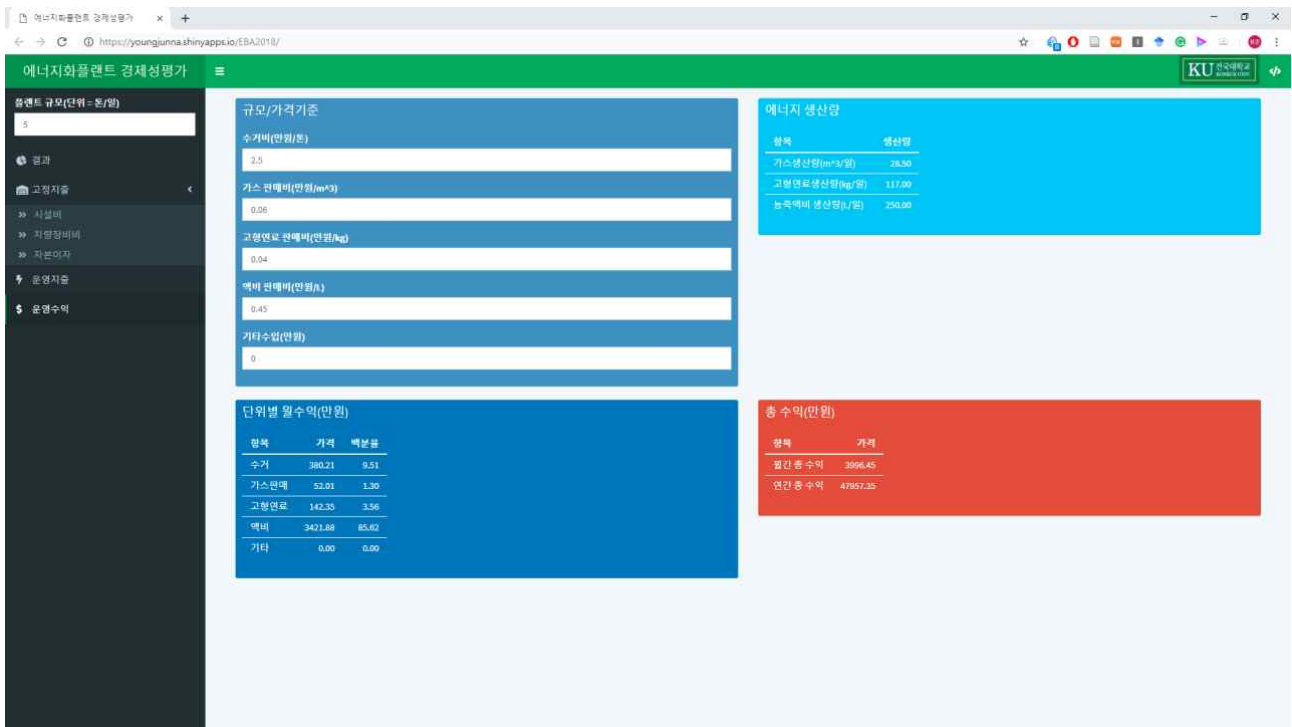 에너지화플랜트 경제성평가
https://youngjunna.shinyapps.io/EBA2018/
에너지화플랜트 경제성평가
KU 건국대학교
플랜트 규모(단위 = 톤/일)
5
결과
고정지출
시설비
차량장비비
자본이자
운영지출
운영수익
규모/가격기준
수거비(만원/톤)
2.5
가스 판매비(만원/m^3)
0.06
고형연료 판매비(만원/kg)
0.04
액비 판매비(만원/L)
0.45
기타수입(만원)
0
에너지 생산량
항목 생산량
가스생산량(m^3/일) 28.50
고형연료생산량(kg/일) 117.00
농축액비 생산량(L/일) 250.00
단위별 월수익(만원)
항목 가격 백분율
수거 380.21 9.51
가스판매 52.01 1.30
고형연료 142.35 3.56
액비 3421.88 85.62
기타 0.00 0.00
총 수익(만원)
항목 가격
월간 총 수익 3996.45
연간 총 수익 47957.35